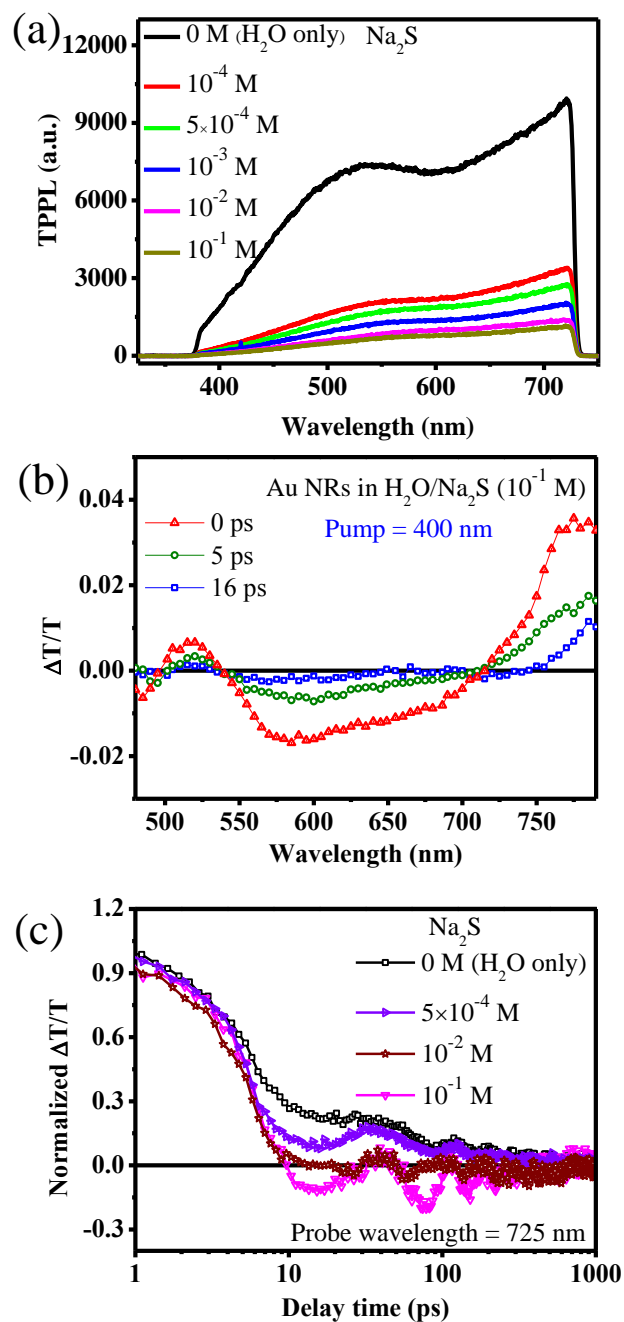 (a)
12000
9000
6000
3000
0
TPPL (a.u.)
0 M (H₂O only) Na₂S
10⁻⁴ M
5×10⁻⁴ M
10⁻³ M
10⁻² M
10⁻¹ M
400 500 600 700
Wavelength (nm)
(b)
0.04
0.02
0.00
-0.02
ΔT/T
Au NRs in H₂O/Na₂S (10⁻¹ M)
Pump = 400 nm
0 ps
5 ps
16 ps
500 550 600 650 700 750
Wavelength (nm)
(c)
1.2
0.9
0.6
0.3
0.0
-0.3
Normalized ΔT/T
Na₂S
0 M (H₂O only)
5×10⁻⁴ M
10⁻² M
10⁻¹ M
Probe wavelength = 725 nm
1 10 100 1000
Delay time (ps)